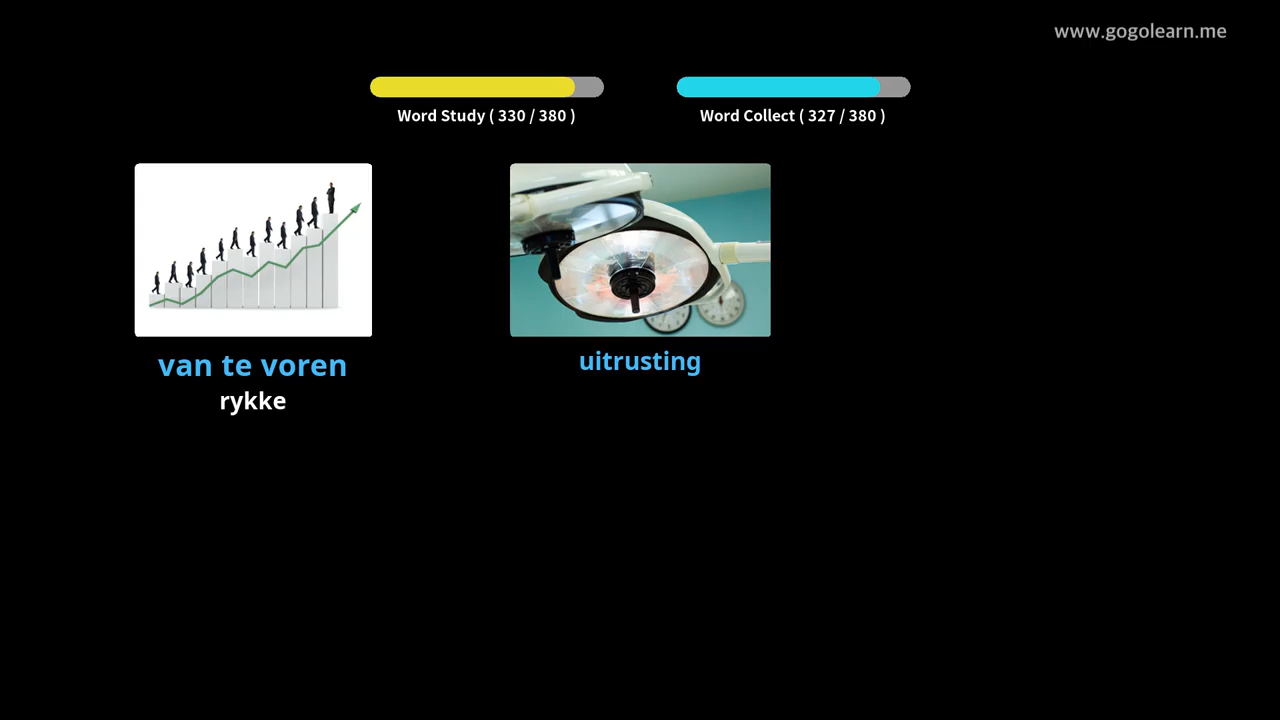 www.gogolearn.me
Word Study ( 330 / 380 )
Word Collect ( 327 / 380 )
van te voren
rykke
uitrusting